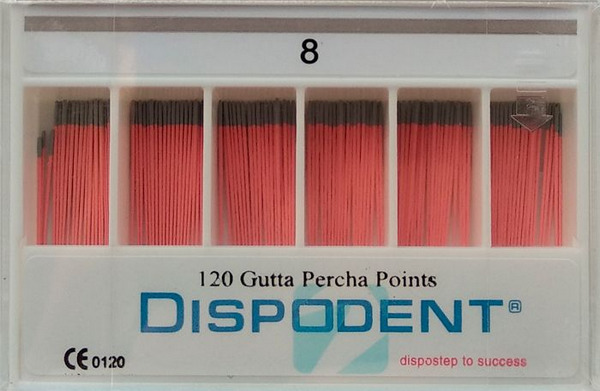 8
120 Gutta Percha Points
DISPODENT®
CE 0120
dispostep to success